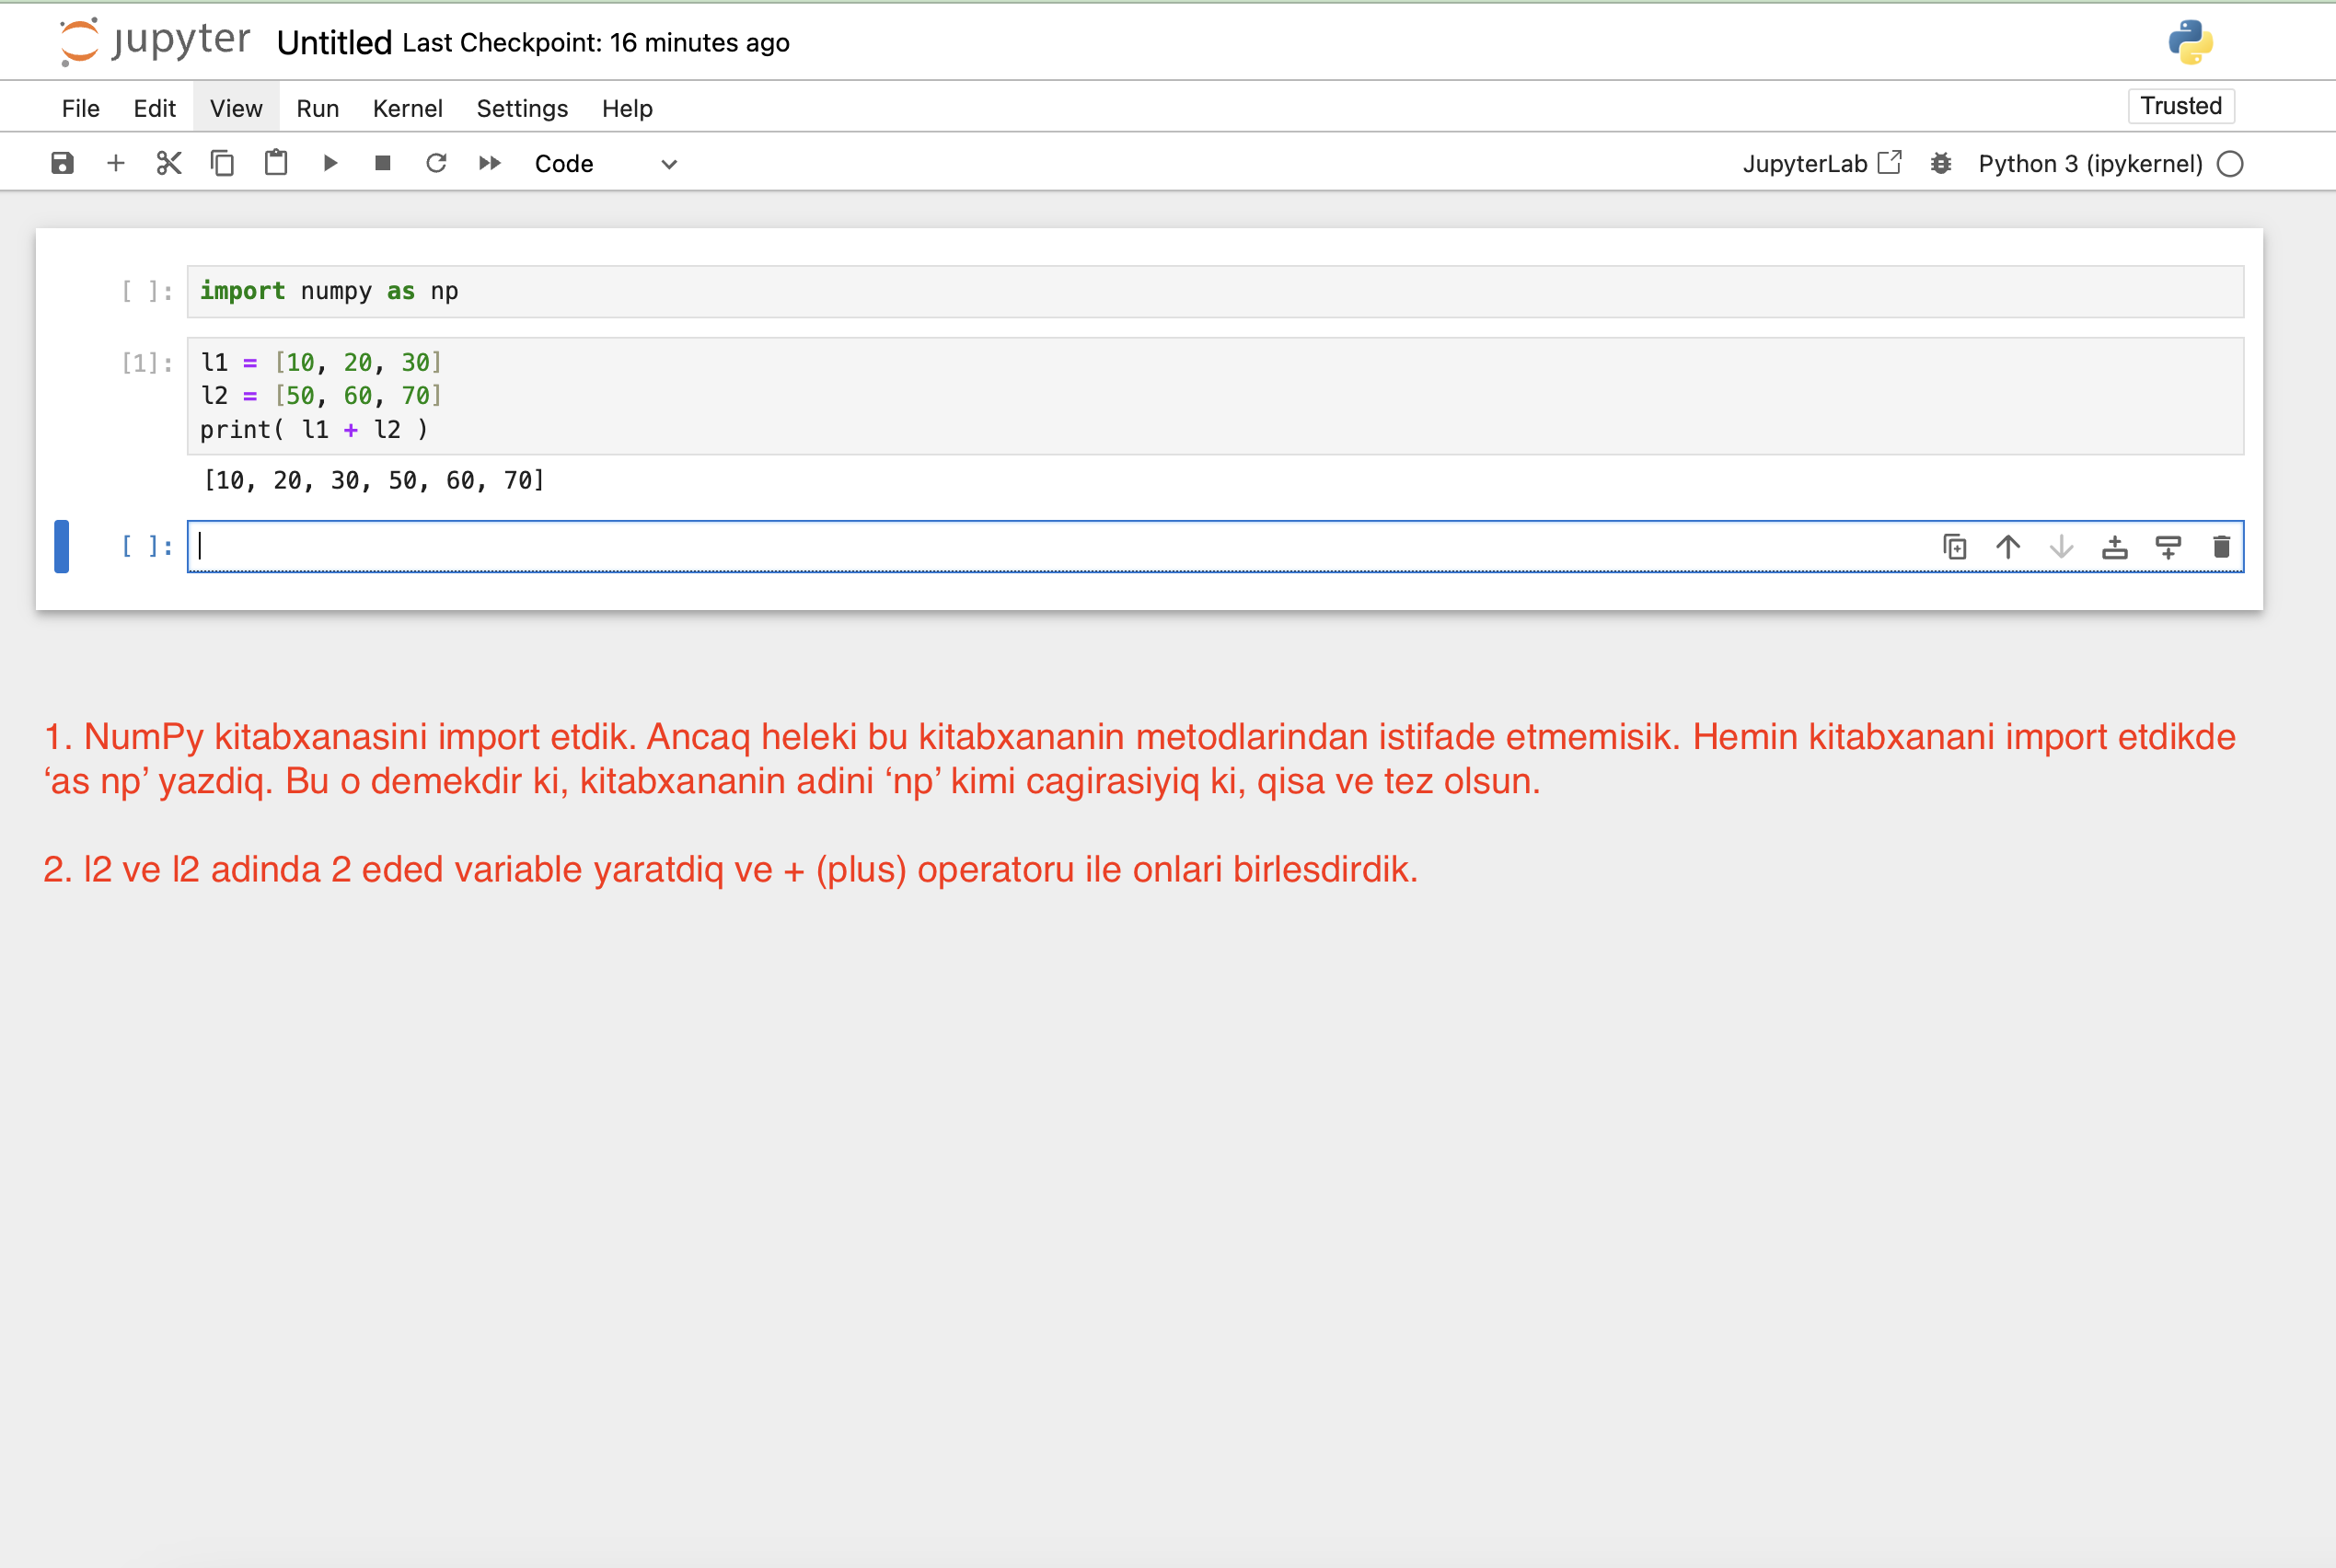 jupyter Untitled Last Checkpoint: 16 minutes ago
File Edit View Run Kernel Settings Help Trusted
Code JupyterLab Python 3 (ipykernel)
[ ]: import numpy as np
[1]: l1 = [10, 20, 30]
l2 = [50, 60, 70]
print( l1 + l2 )
[10, 20, 30, 50, 60, 70]
[ ]:
1. NumPy kitabxanasini import etdik. Ancaq heleki bu kitabxananin metodlarindan istifade etmemisik. Hemin kitabxanani import etdikde
‘as np’ yazdiq. Bu o demekdir ki, kitabxananin adini ‘np’ kimi cagirasiyiq ki, qisa ve tez olsun.
2. l2 ve l2 adinda 2 eded variable yaratdiq ve + (plus) operatoru ile onlari birlesdirdik.